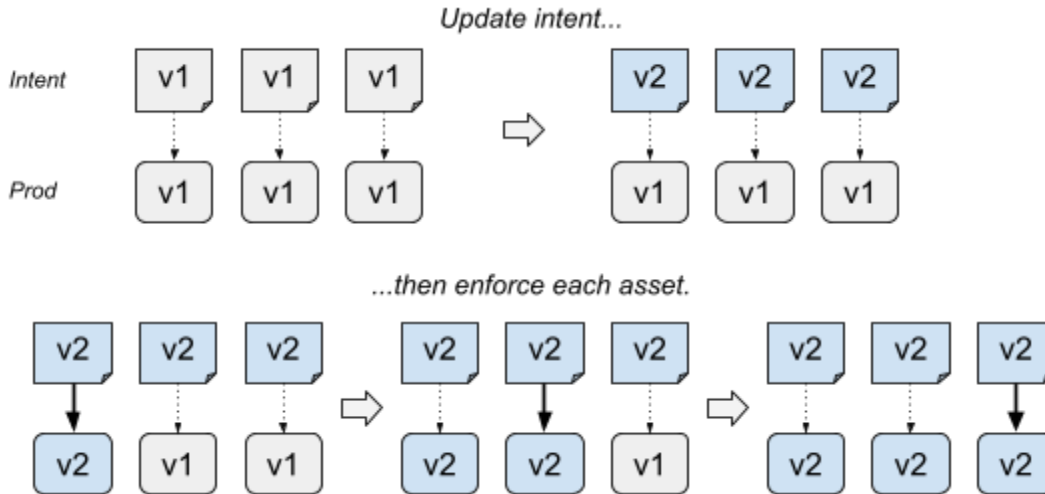 Update intent...
Intent v1 v1 v1 v2 v2 v2
Prod v1 v1 v1 v1 v1 v1
...then enforce each asset.
v2 v2 v2 v2 v2 v2 v2 v2 v2
v2 v1 v1 v2 v2 v1 v2 v2 v2